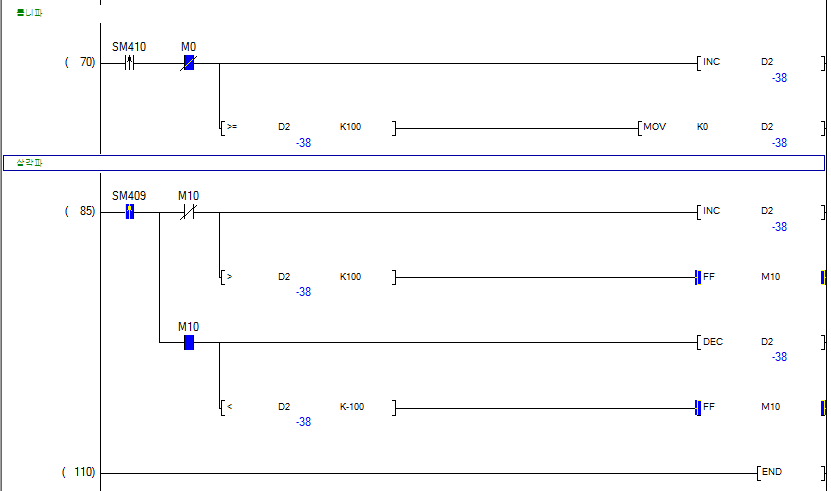 톱니파
SM410 M0
( 70) INC D2
-38
>= D2 K100 MOV K0 D2
-38 -38
삼각파
SM409 M10
( 85) INC D2
-38
> D2 K100 FF M10
-38
M10
DEC D2
-38
< D2 K-100 FF M10
-38
( 110) END